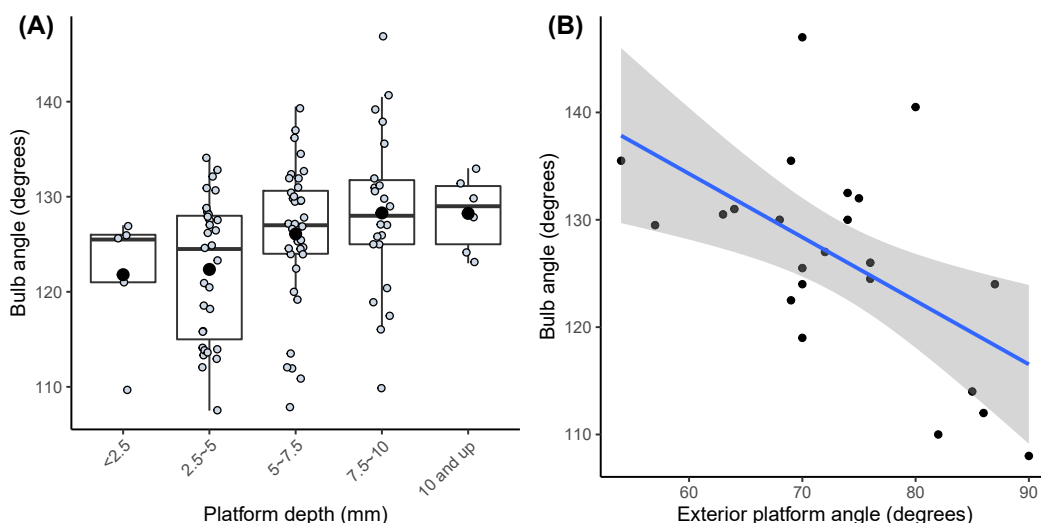 (A)
Bulb angle (degrees)
140
130
120
110
<2.5
2.5~5
5~7.5
7.5~10
10 and up
Platform depth (mm)
(B)
Bulb angle (degrees)
140
130
120
110
60
70
80
90
Exterior platform angle (degrees)